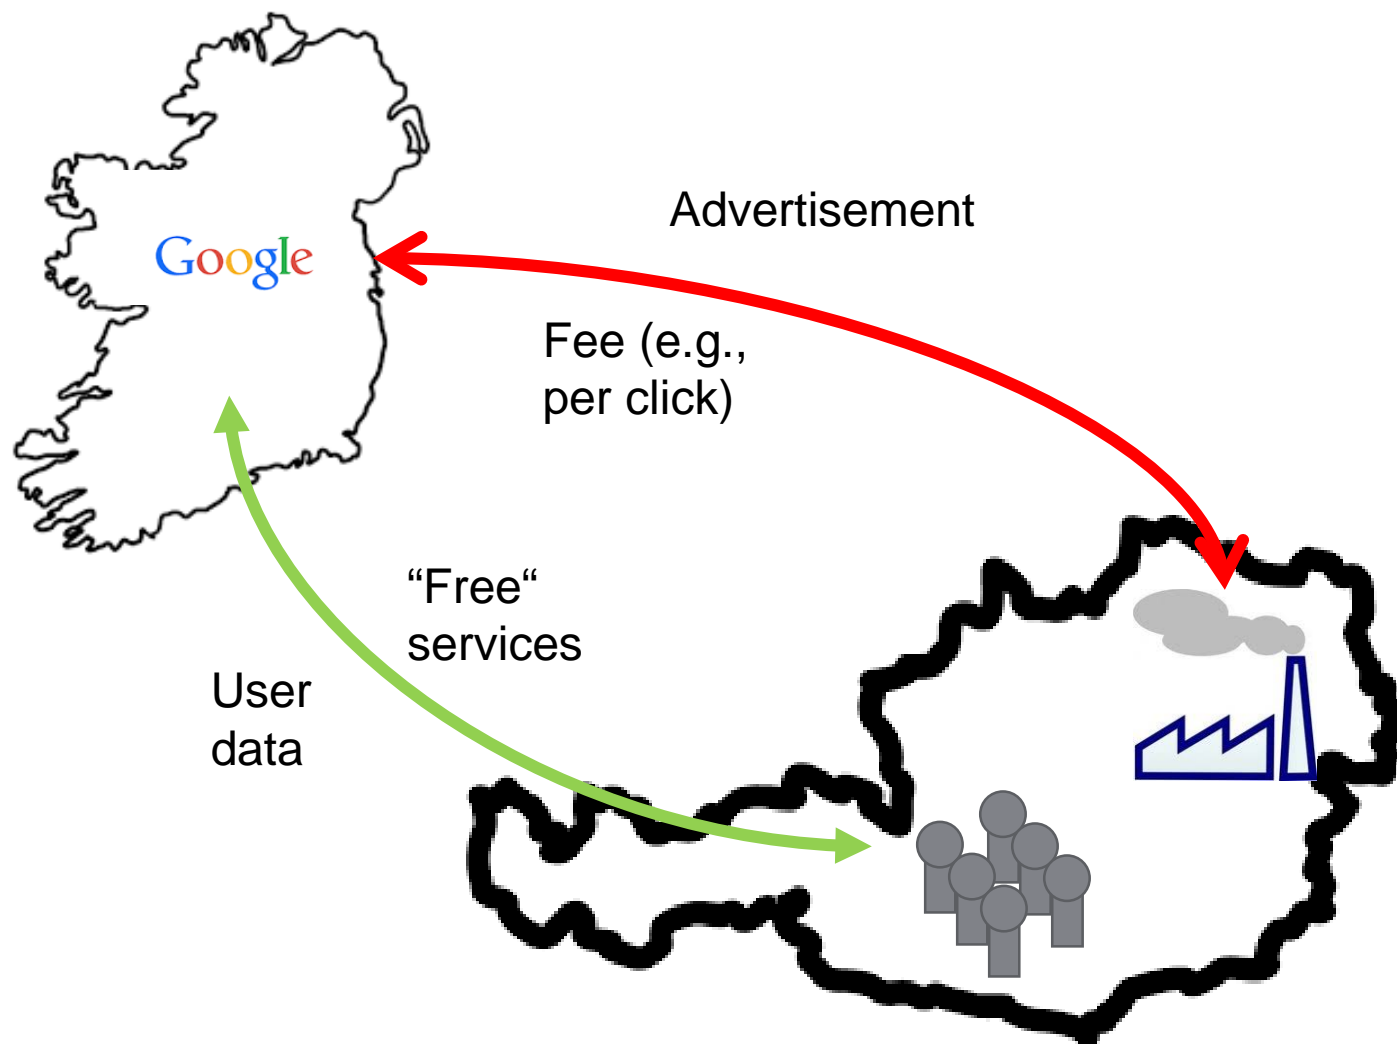 Advertisement
Google
Fee (e.g.,
per click)
“Free“
services
User
data